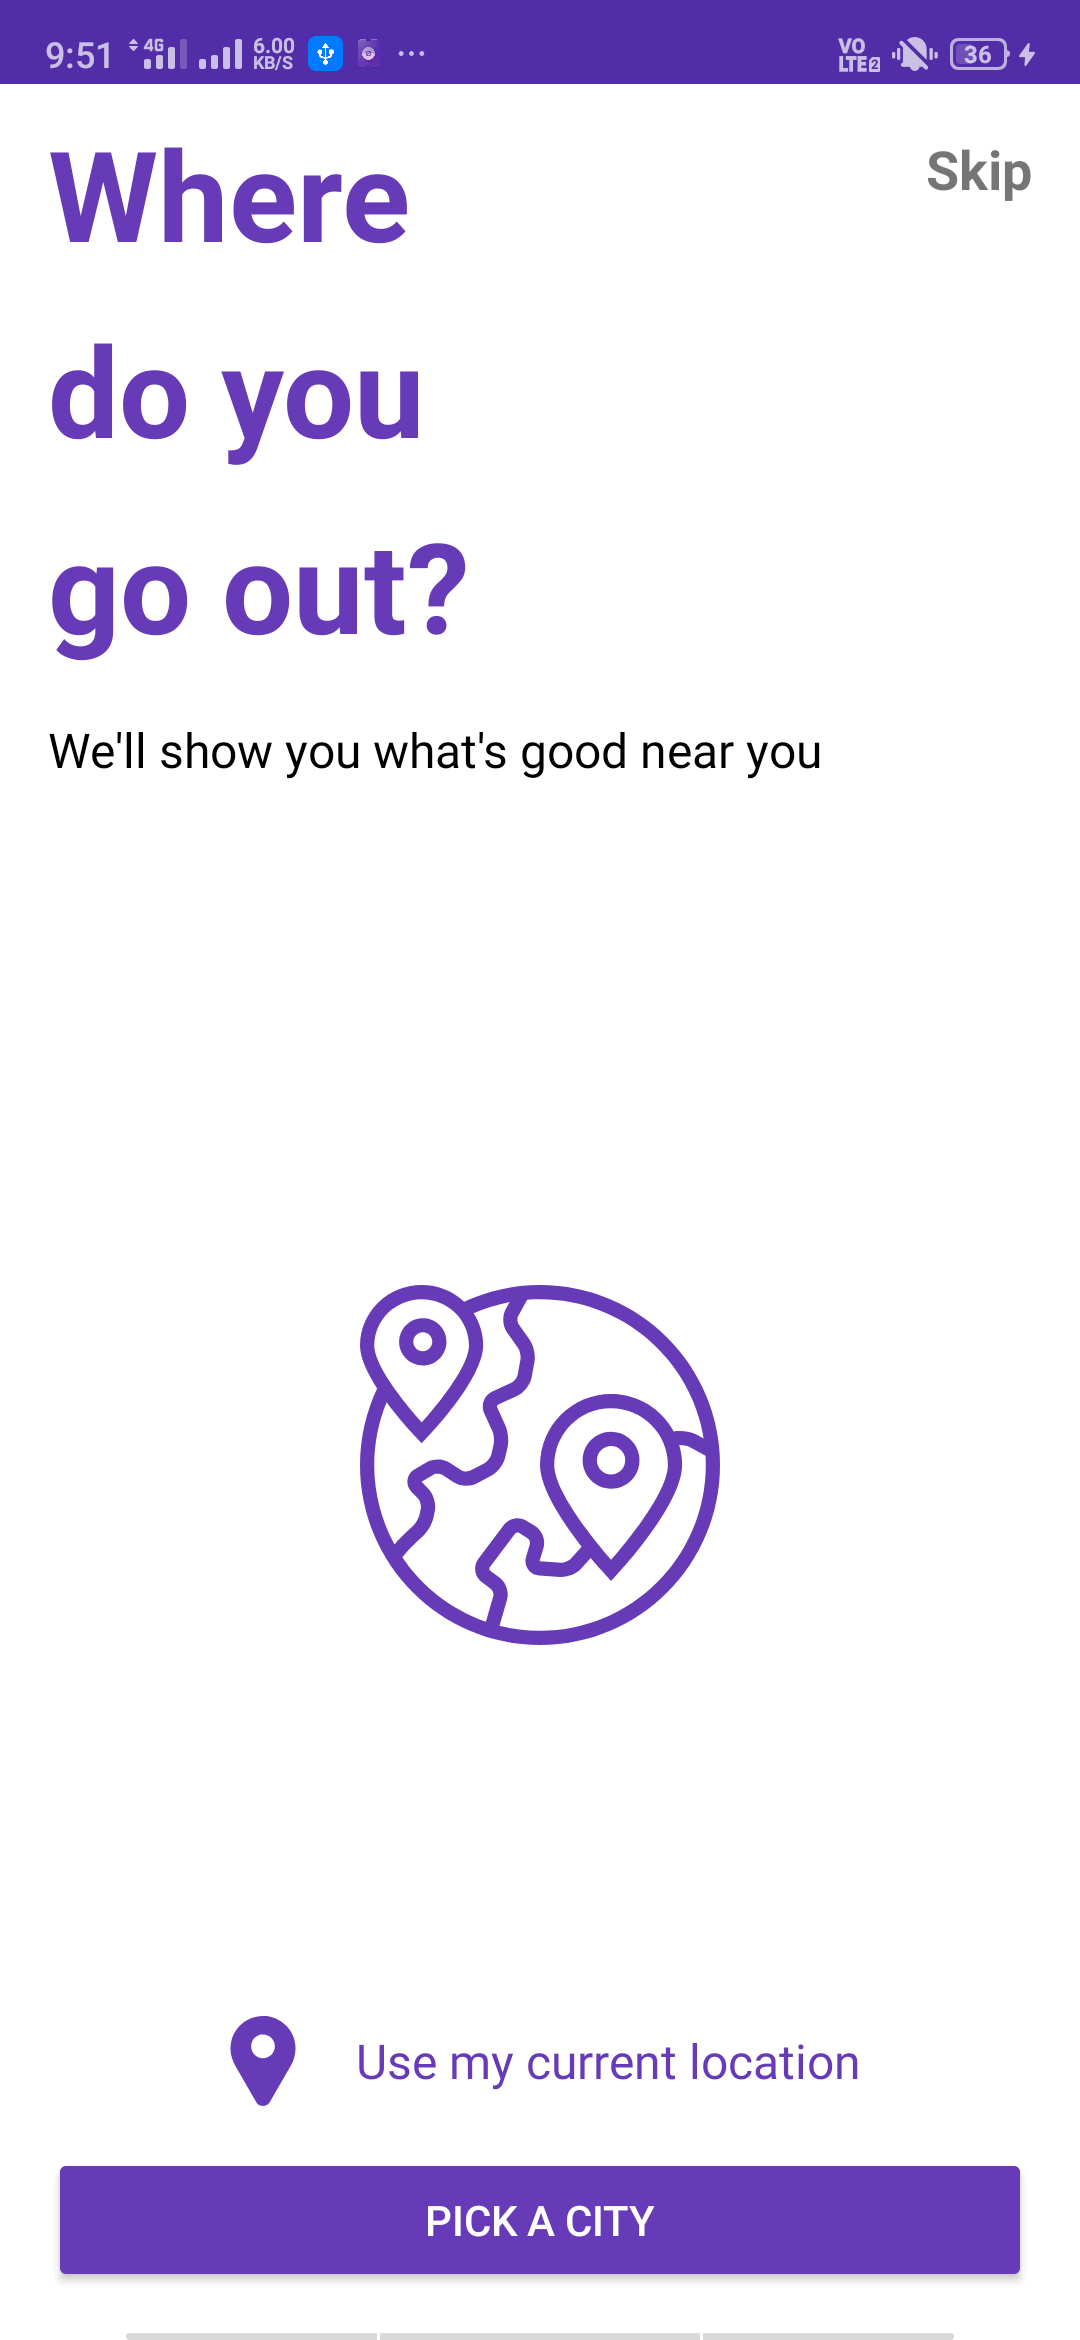 9:51 4G 6.00 KB/S VO LTE2 36
Where
Skip
do you
go out?
We'll show you what's good near you
Use my current location
PICK A CITY